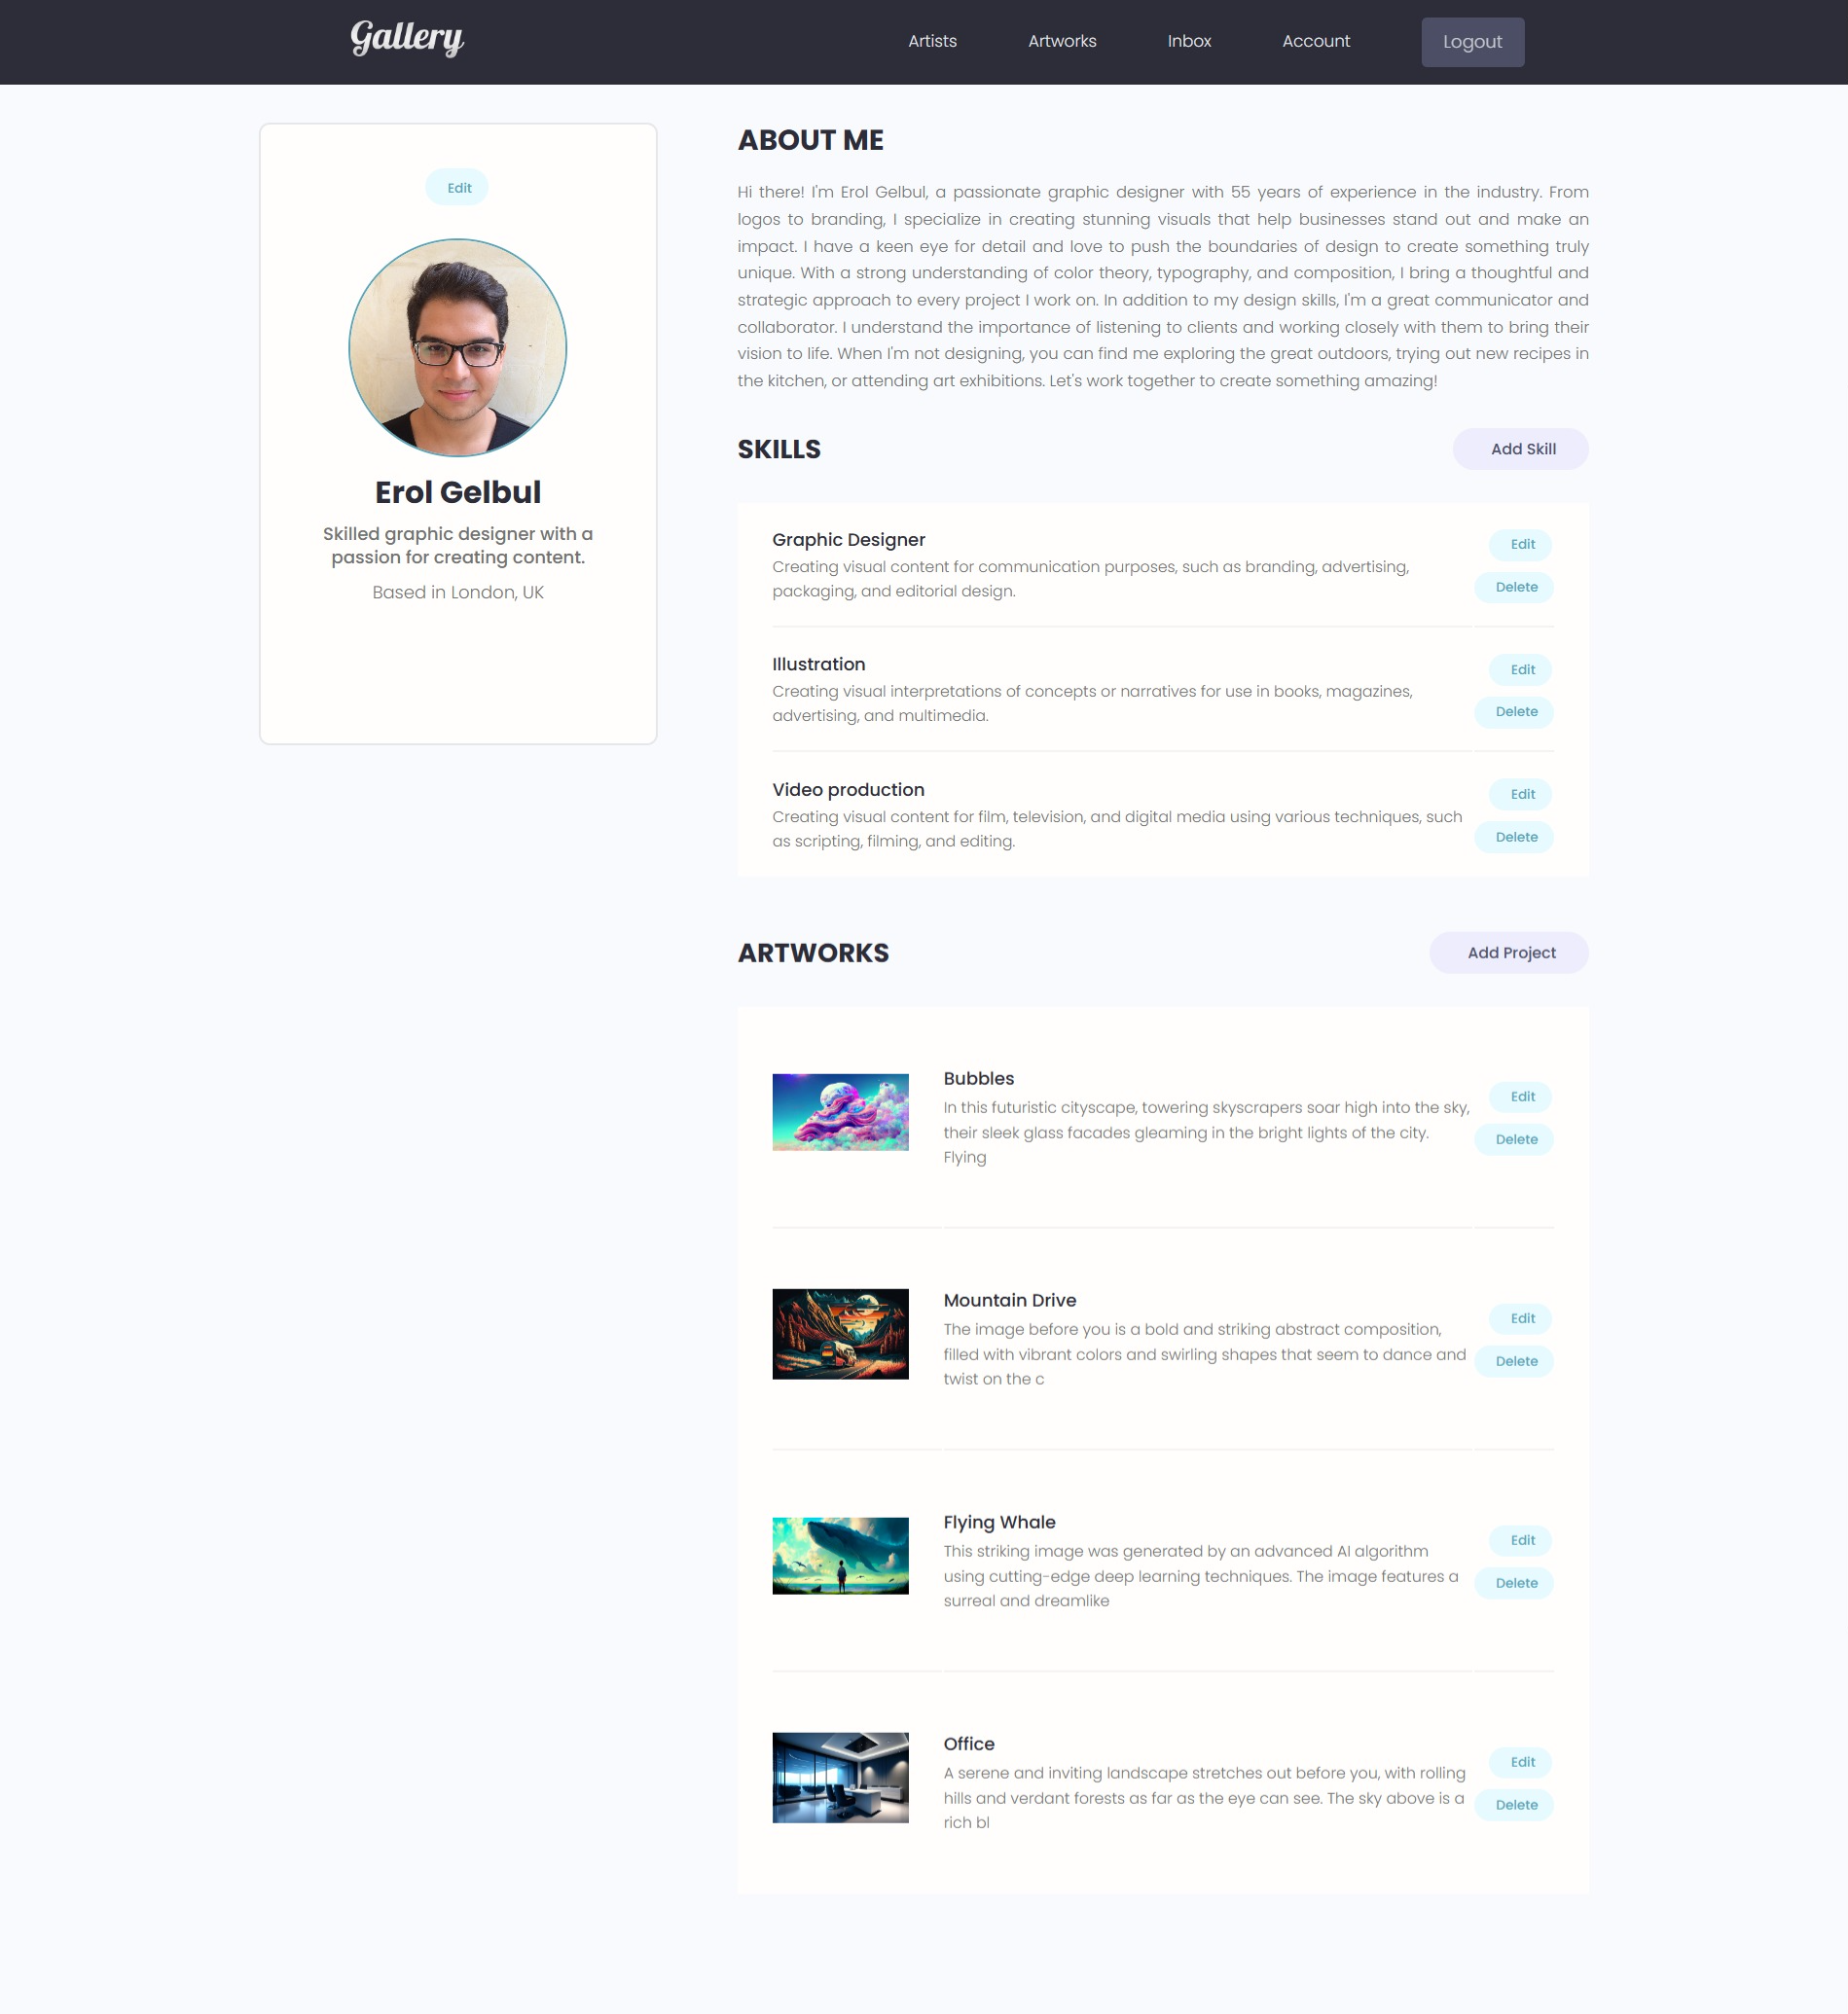 Gallery
Artists
Artworks
Inbox
Account
Logout
Edit
Erol Gelbul
Skilled graphic designer with a
passion for creating content.
Based in London, UK
ABOUT ME
Hi there! I'm Erol Gelbul, a passionate graphic designer with 55 years of experience in the industry. From
logos to branding, I specialize in creating stunning visuals that help businesses stand out and make an
impact. I have a keen eye for detail and love to push the boundaries of design to create something truly
unique. With a strong understanding of color theory, typography, and composition, I bring a thoughtful and
strategic approach to every project I work on. In addition to my design skills, I'm a great communicator and
collaborator. I understand the importance of listening to clients and working closely with them to bring their
vision to life. When I'm not designing, you can find me exploring the great outdoors, trying out new recipes in
the kitchen, or attending art exhibitions. Let's work together to create something amazing!
SKILLS
Add Skill
Graphic Designer
Creating visual content for communication purposes, such as branding, advertising,
packaging, and editorial design.
Edit
Delete
Illustration
Creating visual interpretations of concepts or narratives for use in books, magazines,
advertising, and multimedia.
Edit
Delete
Video production
Creating visual content for film, television, and digital media using various techniques, such
as scripting, filming, and editing.
Edit
Delete
ARTWORKS
Add Project
Bubbles
In this futuristic cityscape, towering skyscrapers soar high into the sky,
their sleek glass facades gleaming in the bright lights of the city.
Flying
Edit
Delete
Mountain Drive
The image before you is a bold and striking abstract composition,
filled with vibrant colors and swirling shapes that seem to dance and
twist on the c
Edit
Delete
Flying Whale
This striking image was generated by an advanced AI algorithm
using cutting-edge deep learning techniques. The image features a
surreal and dreamlike
Edit
Delete
Office
A serene and inviting landscape stretches out before you, with rolling
hills and verdant forests as far as the eye can see. The sky above is a
rich bl
Edit
Delete